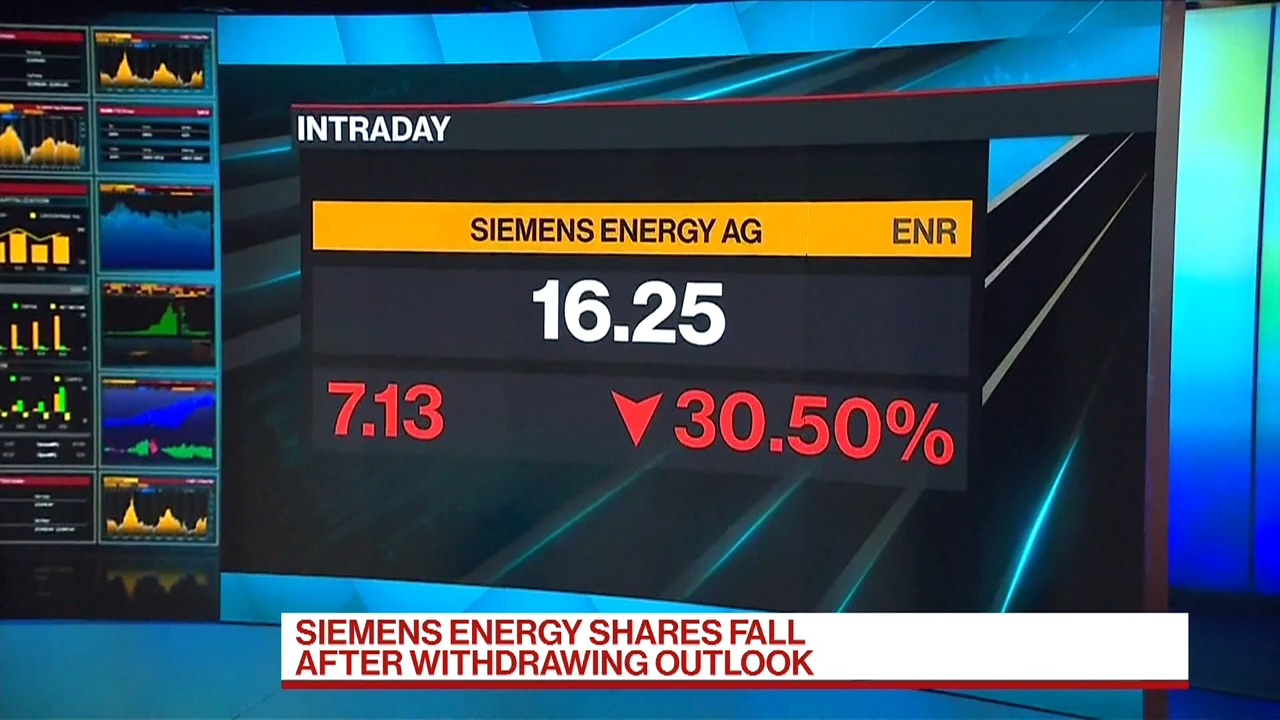 INTRADAY
SIEMENS ENERGY AG ENR
16.25
7.13 ▼30.50%
SIEMENS ENERGY SHARES FALL
AFTER WITHDRAWING OUTLOOK